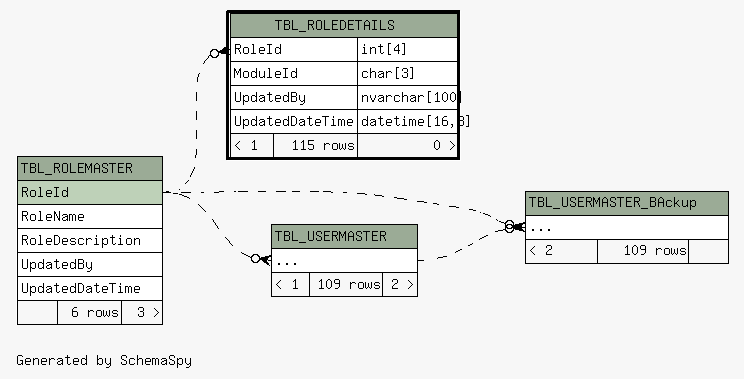 TBL_ROLEDETAILS
RoleId int[4]
ModuleId char[3]
UpdatedBy nvarchar[100]
UpdatedDateTime datetime[16,3]
< 1 115 rows 0 >
TBL_ROLEMASTER
RoleId
RoleName
RoleDescription
UpdatedBy
UpdatedDateTime
6 rows 3 >
TBL_USERMASTER
...
< 1 109 rows 2 >
TBL_USERMASTER_BAckup
...
< 2 109 rows
Generated by SchemaSpy